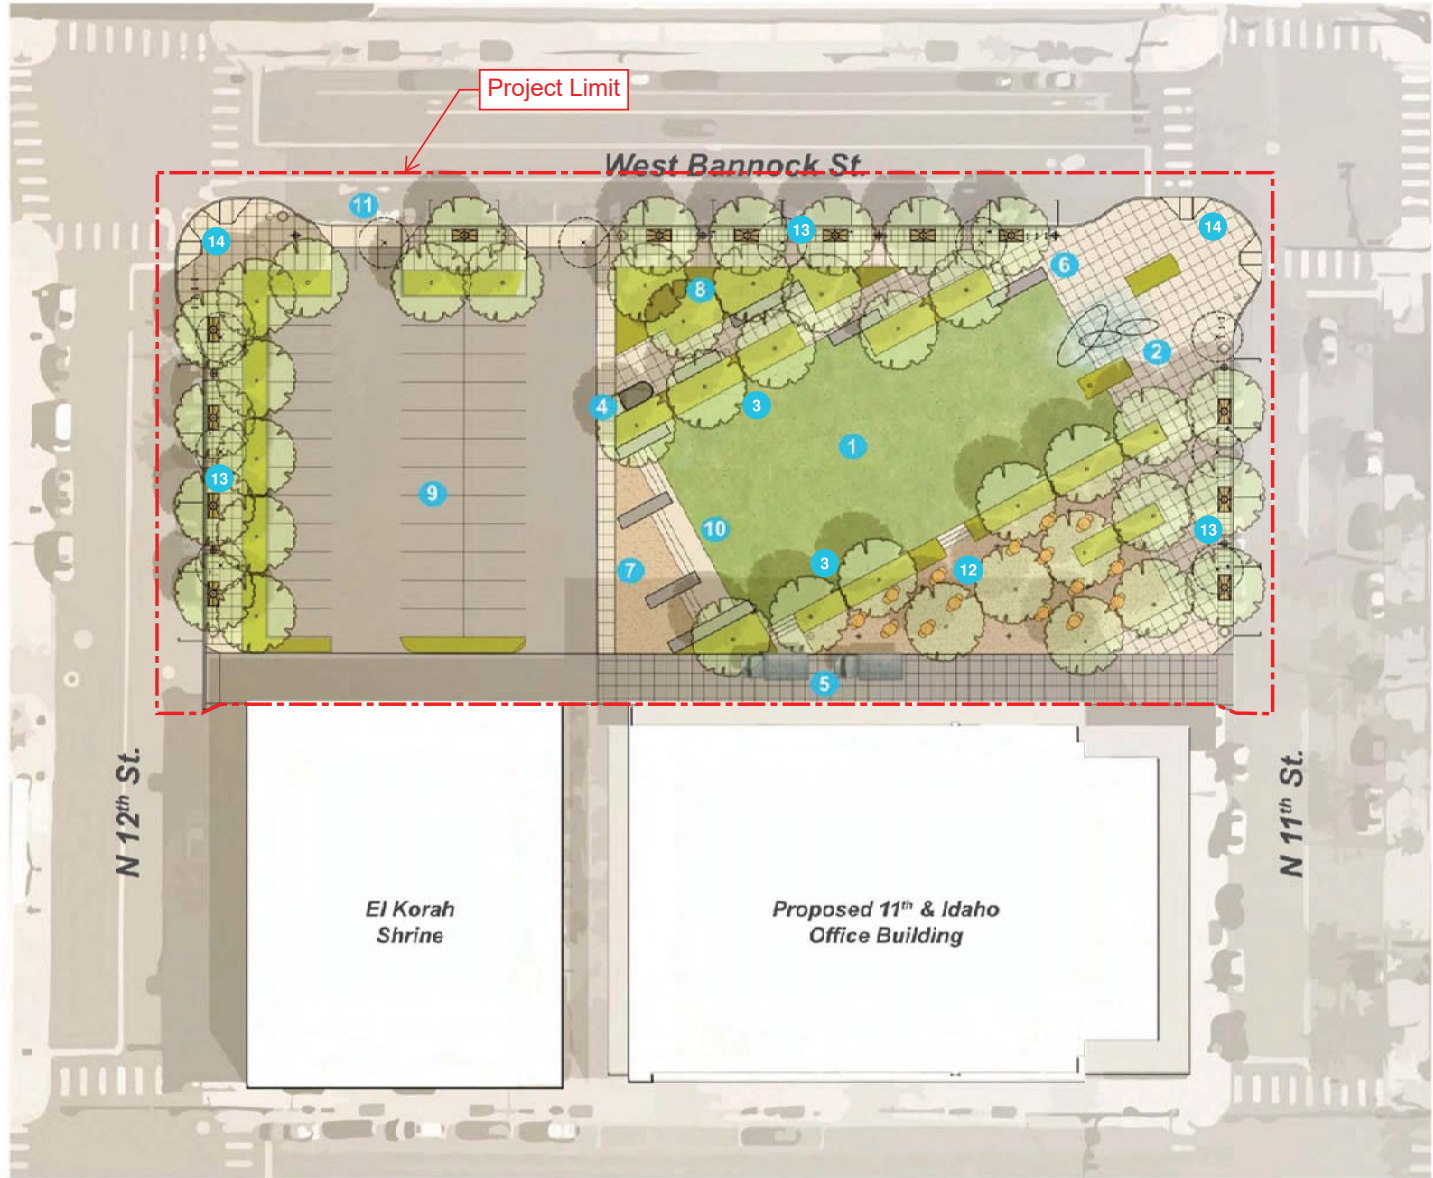 Project Limit
West Bannock St.
11
14
13
14
6
8
2
4
3
1
9
13
10
13
7
3
12
5
N 12th St.
N 11th St.
El Korah
Shrine
Proposed 11th & Idaho
Office Building